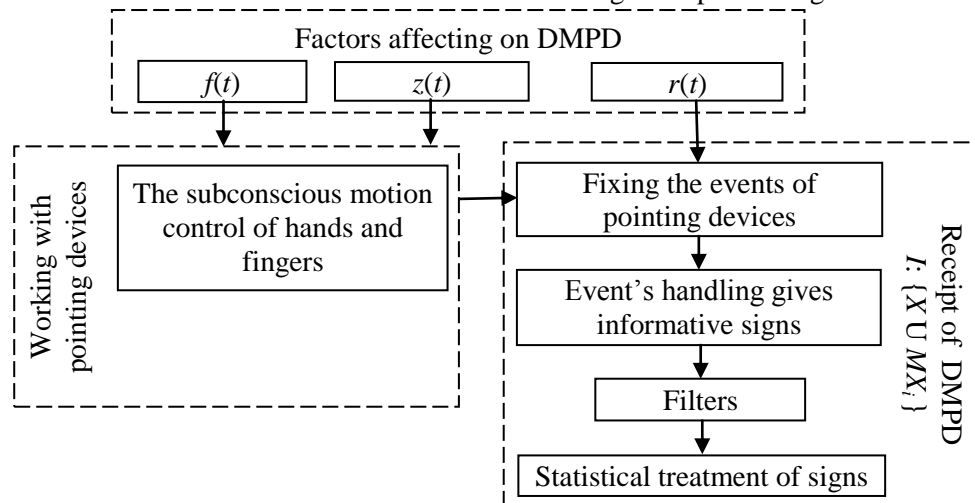 Factors affecting on DMPD
f(t)
z(t)
r(t)
Working with
pointing devices
The subconscious motion
control of hands and
fingers
Fixing the events of
pointing devices
Event's handling gives
informative signs
Filters
Statistical treatment of signs
Receipt of DMPD
I: {X U MXi}